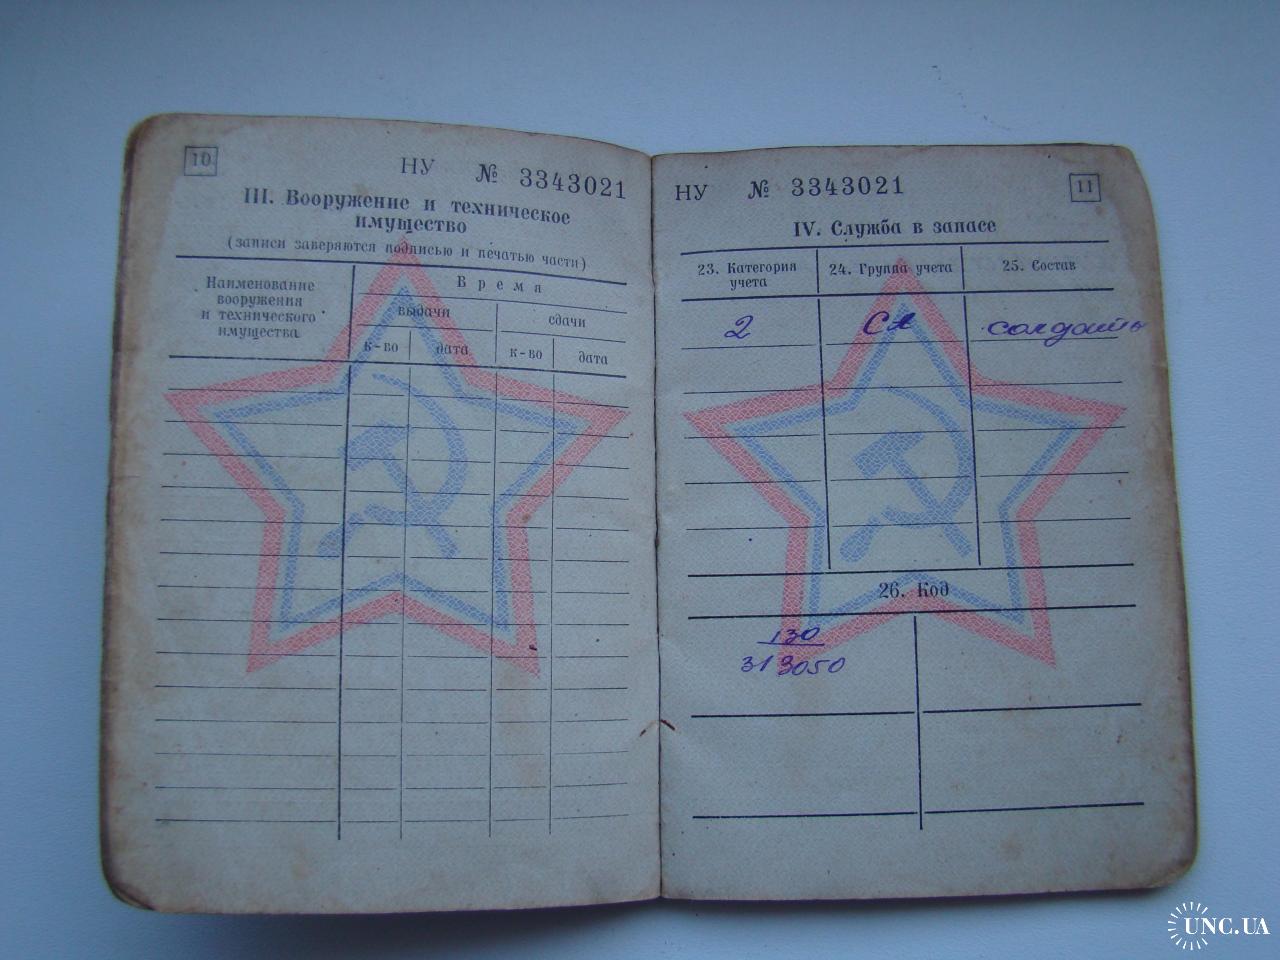 10
НУ № 3343021
III. Вооружение и техническое
имущество
(записи заверяются подписью и печатью части)
Наименование
вооружения
и технического
имущества
Время
выдачи
сдачи
к-во
дата
к-во
дата
НУ № 3343021
11
IV. Служба в запасе
23. Категория
учета
24. Группа учета
25. Состав
2
СА
солдаты
26. Код
130
313050
UNC.UA